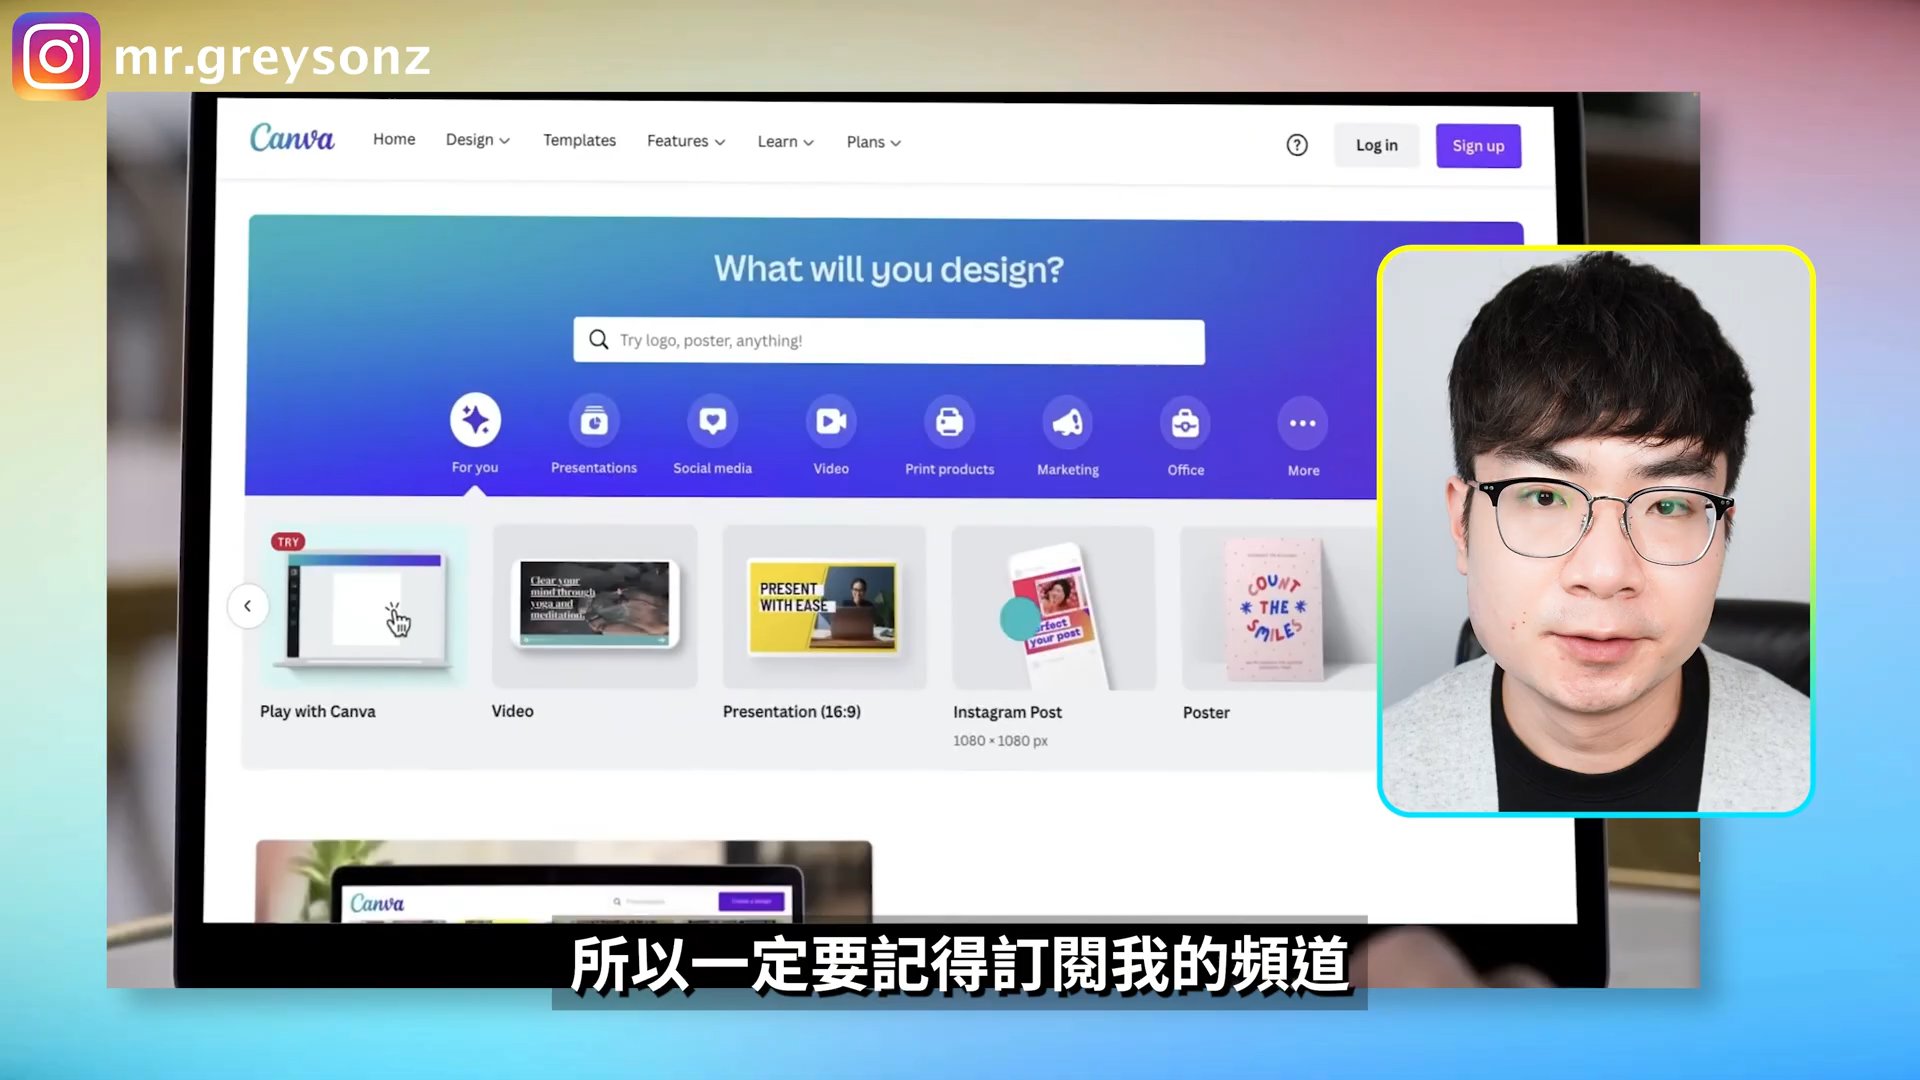 mr.greysonz
Canva Home Design Templates Features Learn Plans ? Log in Sign up
What will you design?
Try logo, poster, anything!
For you Presentations Social media Video Print products Marketing Office More
TRY
Clear your
mind through
yoga and
meditation.
PRESENT
WITH EASE
your post
COUNT
THE
SMILES
Play with Canva Video Presentation (16:9) Instagram Post Poster
1080 × 1080 px
Canva
所以一定要記得訂閱我的頻道